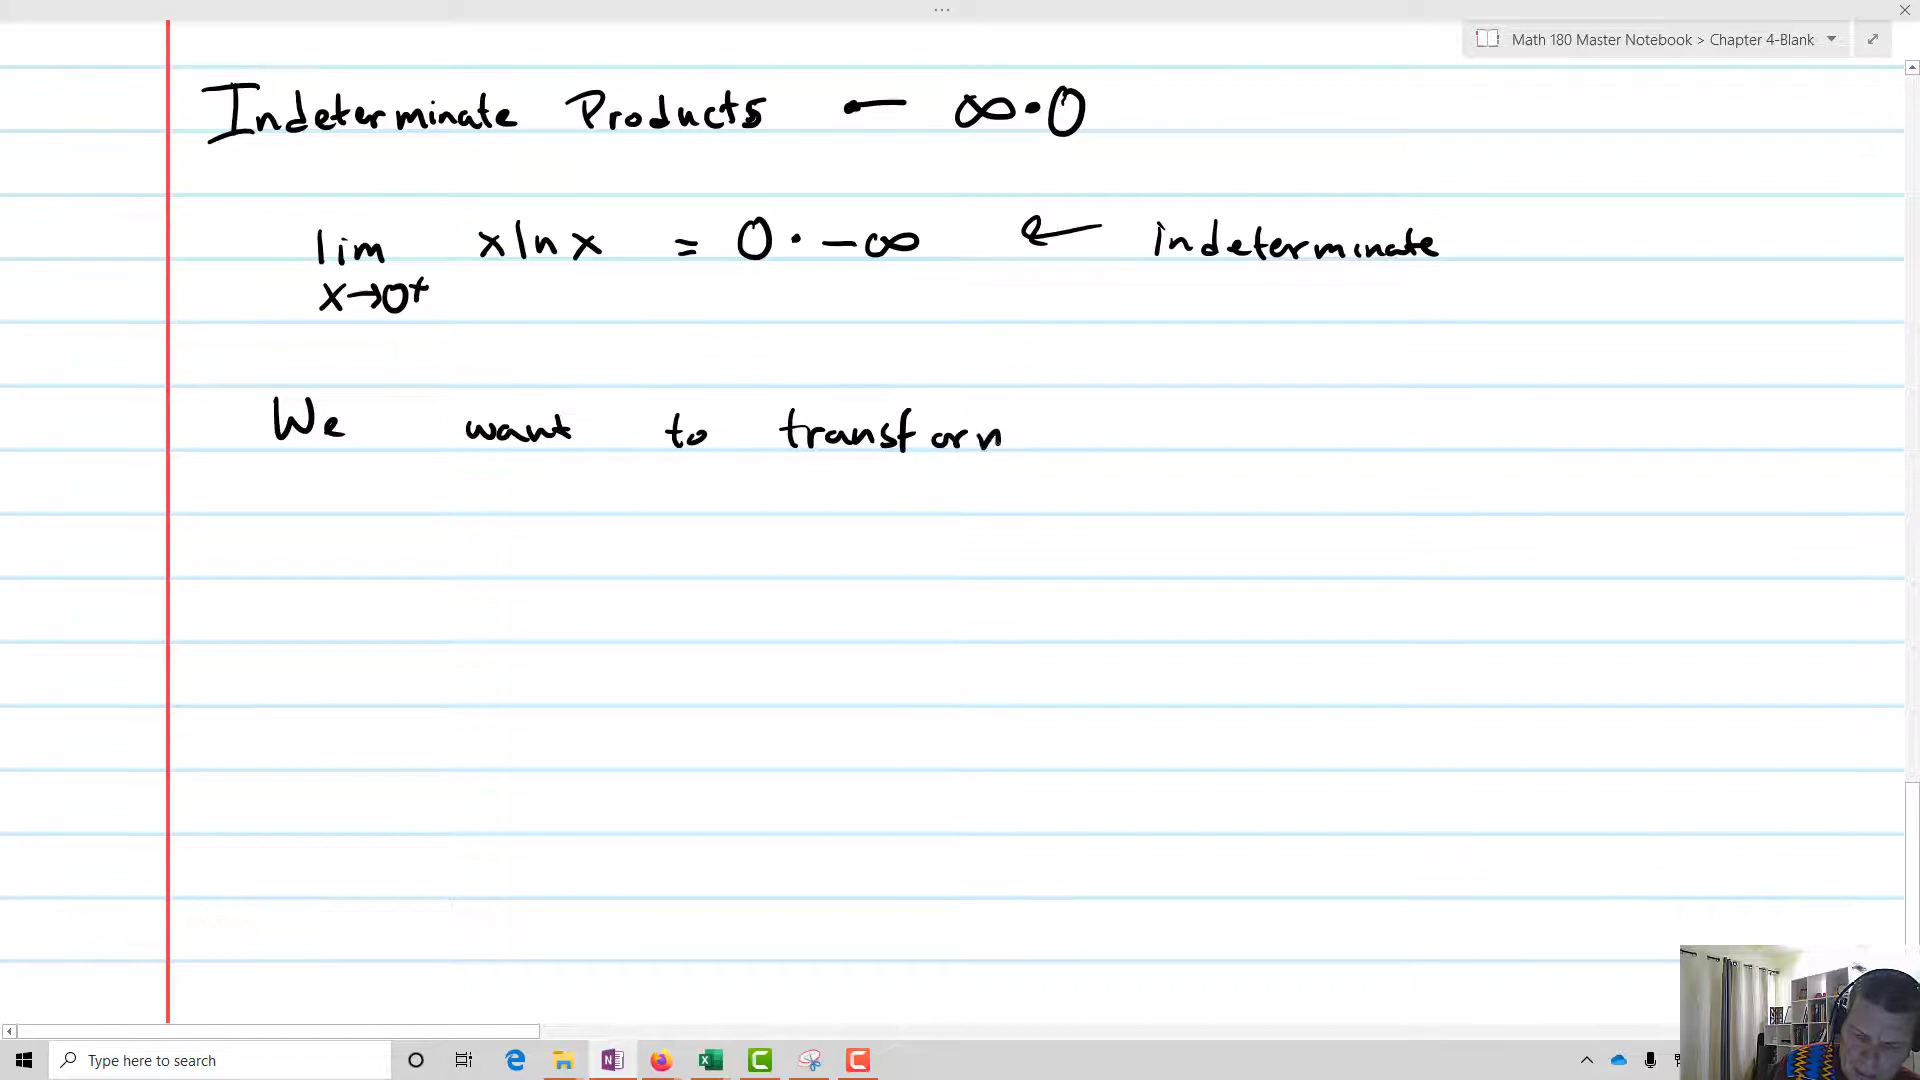 ...
Math 180 Master Notebook > Chapter 4-Blank
Indeterminate Products — ∞·0
lim x ln x = 0 · -∞ ← indeterminate
x→0⁺
We want to transform
Type here to search